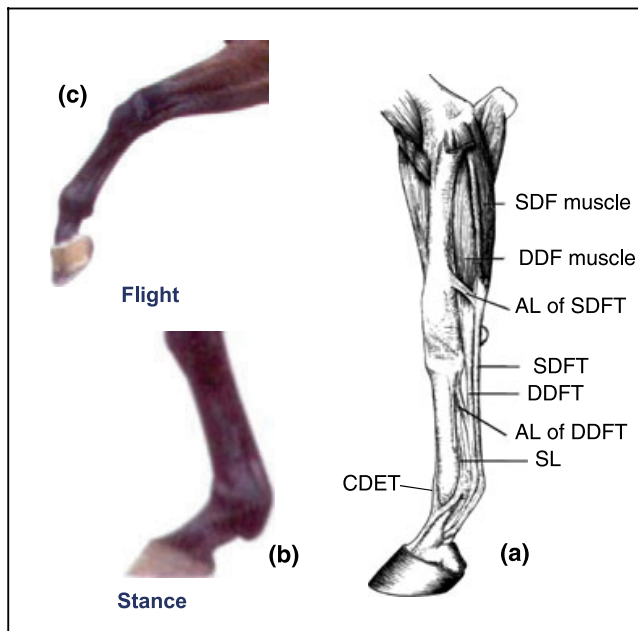 (c)
Flight
(b)
Stance
SDF muscle
DDF muscle
AL of SDFT
SDFT
DDFT
AL of DDFT
SL
CDET
(a)